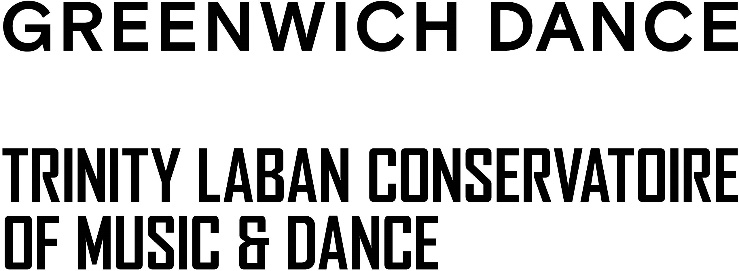 GREENWICH DANCE
TRINITY LABAN CONSERVATOIRE
OF MUSIC & DANCE